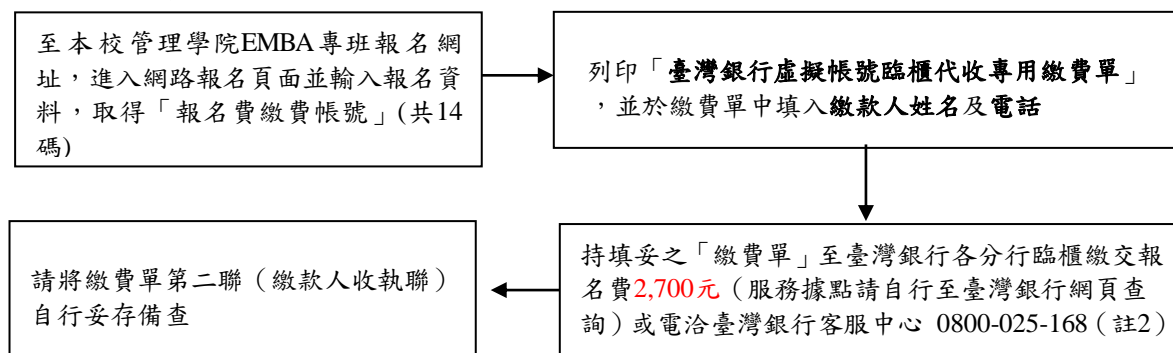 至本校管理學院EMBA專班報名網
址，進入網路報名頁面並輸入報名資
料，取得「報名費繳費帳號」(共14
碼)
列印「臺灣銀行虛擬帳號臨櫃代收專用繳費單」
，並於繳費單中填入繳款人姓名及電話
持填妥之「繳費單」至臺灣銀行各分行臨櫃繳交報
名費2,700元（服務據點請自行至臺灣銀行網頁查
詢）或電洽臺灣銀行客服中心 0800-025-168（註2）
請將繳費單第二聯（繳款人收執聯）
自行妥存備查